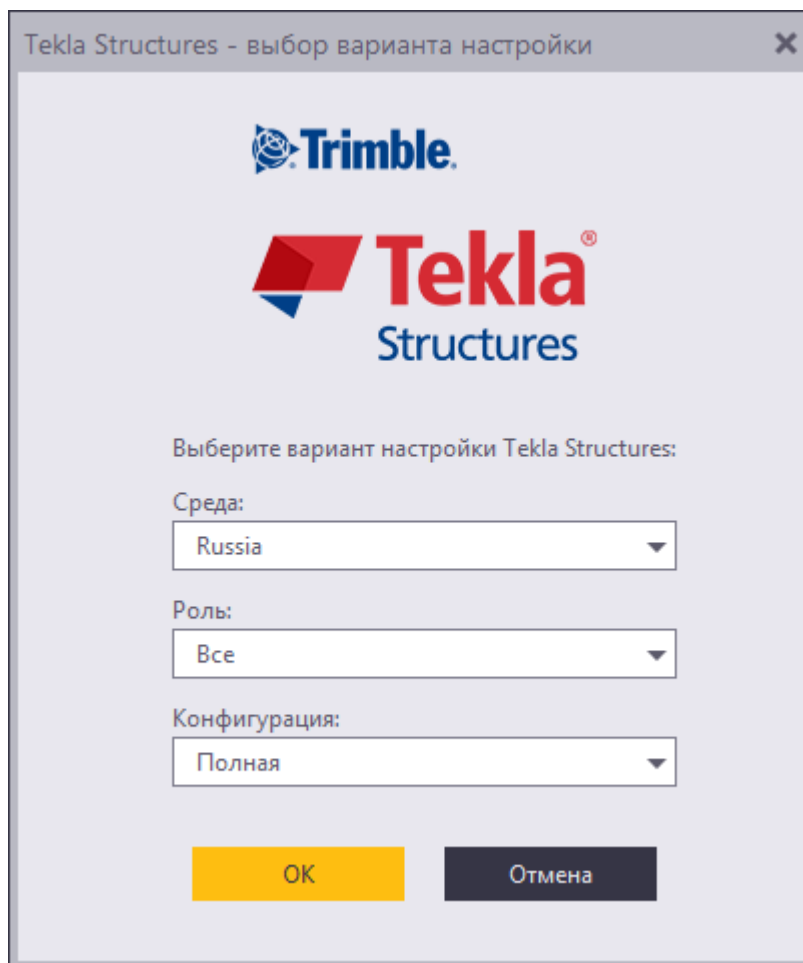 Tekla Structures - выбор варианта настройки
Trimble.
Tekla®
Structures
Выберите вариант настройки Tekla Structures:
Среда:
Russia
Роль:
Все
Конфигурация:
Полная
ОК Отмена